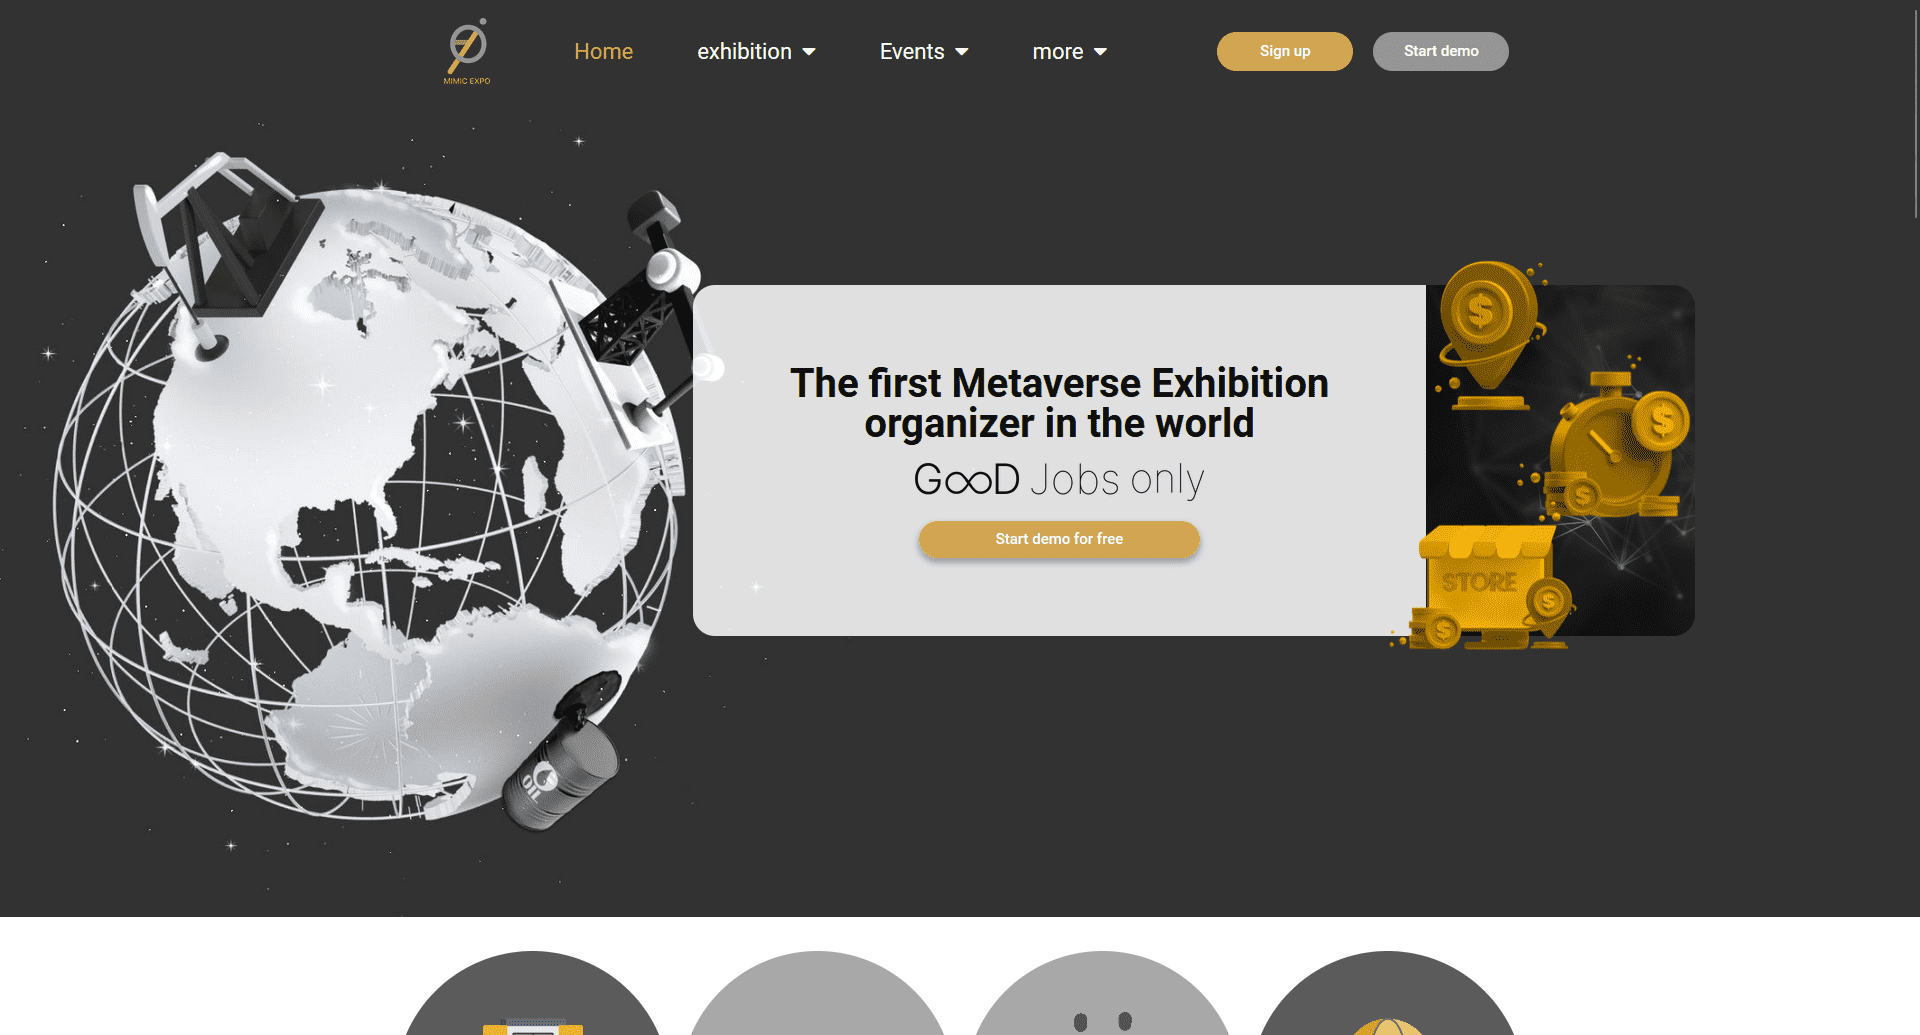 MIMIC EXPO
Home
exhibition
Events
more
Sign up
Start demo
The first Metaverse Exhibition
organizer in the world
GooD Jobs only
Start demo for free
$
$
$
STORE
$
$
OIL